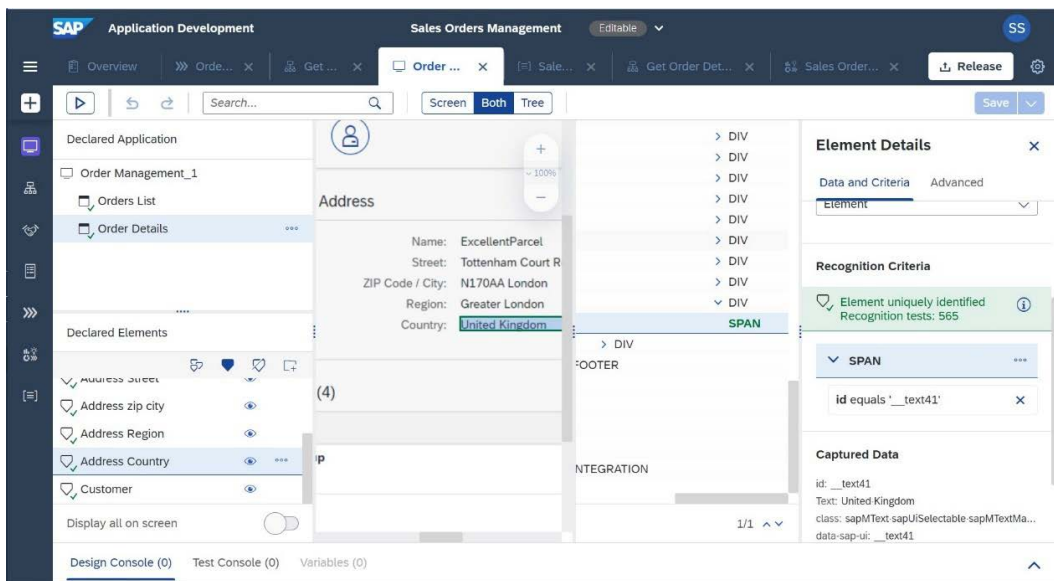 SAP Application Development
Sales Orders Management
Editable
SS
Overview
Orde...
Get ...
Order ...
Sale...
Get Order Det...
Sales Order...
Release
Search...
Screen Both Tree
Save
Declared Application
Order Management_1
Orders List
Order Details
Declared Elements
Address Street
Address zip city
Address Region
Address Country
Customer
Display all on screen
100%
Address
Name: ExcellentParcel
Street: Tottenham Court R
ZIP Code / City: N170AA London
Region: Greater London
Country: United Kingdom
(4)
up
DIV
DIV
DIV
DIV
DIV
DIV
DIV
DIV
DIV
SPAN
DIV
FOOTER
INTEGRATION
1/1
Element Details
Data and Criteria Advanced
Element
Recognition Criteria
Element uniquely identified
Recognition tests: 565
SPAN
id equals '__text41'
Captured Data
id: __text41
Text: United·Kingdom
class: sapMText·sapUiSelectable·sapMTextMa...
data-sap-ui: __text41
Design Console (0) Test Console (0) Variables (0)